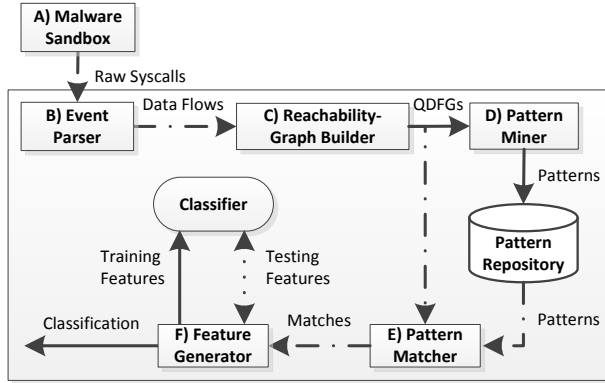 A) Malware
Sandbox
Raw Syscalls
B) Event
Parser
Data Flows
C) Reachability-
Graph Builder
QDFGs
D) Pattern
Miner
Patterns
Classifier
Pattern
Repository
Training
Features
Testing
Features
Classification
F) Feature
Generator
Matches
E) Pattern
Matcher
Patterns